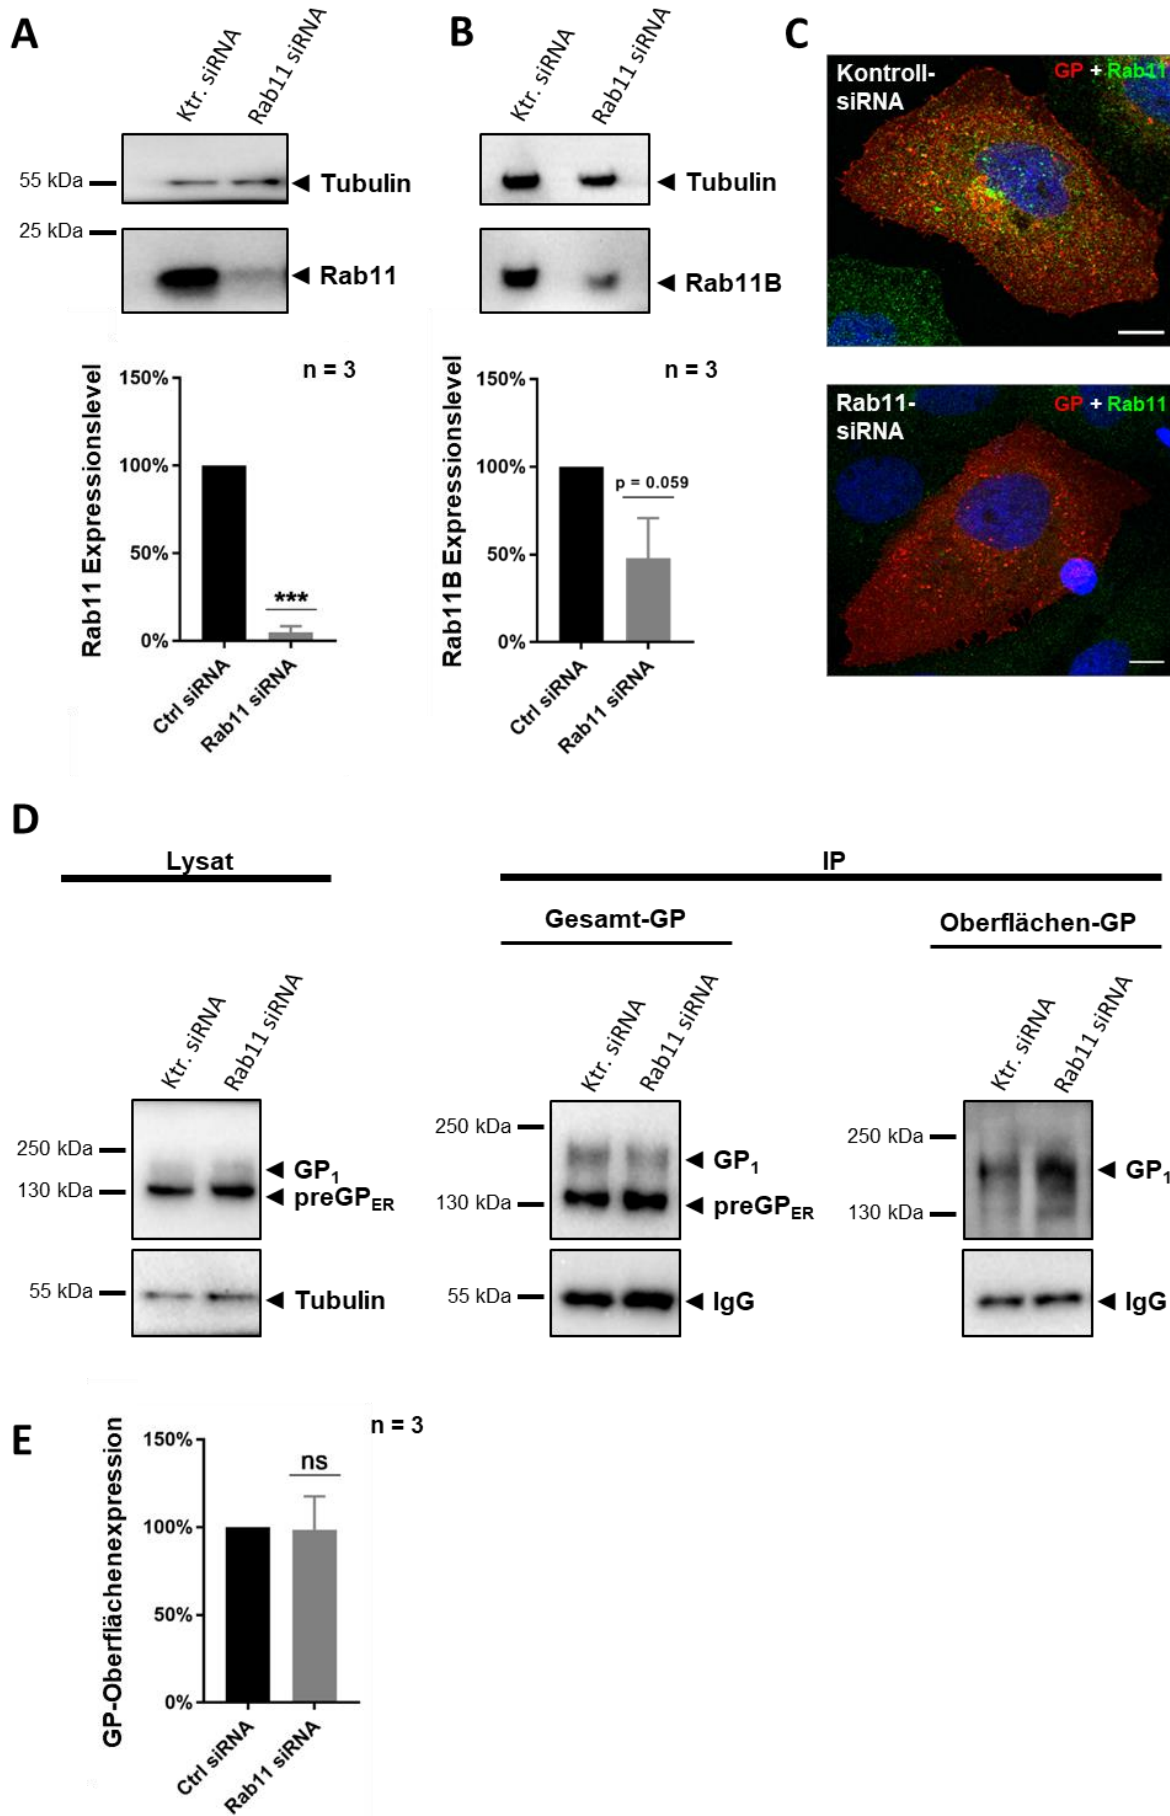 A
Ktr. siRNA
Rab11 siRNA
55 kDa
Tubulin
25 kDa
Rab11
n = 3
Rab11 Expressionslevel
150%
100%
50%
0%
***
Ctrl siRNA
Rab11 siRNA
B
Ktr. siRNA
Rab11 siRNA
Tubulin
Rab11B
n = 3
Rab11B Expressionslevel
150%
100%
50%
0%
p = 0.059
Ctrl siRNA
Rab11 siRNA
C
Kontroll-
siRNA
GP + Rab11
Rab11-
siRNA
GP + Rab11
D
Lysat
Ktr. siRNA
Rab11 siRNA
250 kDa
GP1
130 kDa
preGPER
55 kDa
Tubulin
IP
Gesamt-GP
Ktr. siRNA
Rab11 siRNA
250 kDa
GP1
130 kDa
preGPER
55 kDa
IgG
Oberflächen-GP
Ktr. siRNA
Rab11 siRNA
250 kDa
GP1
130 kDa
IgG
E
n = 3
GP-Oberflächenexpression
150%
100%
50%
0%
ns
Ctrl siRNA
Rab11 siRNA